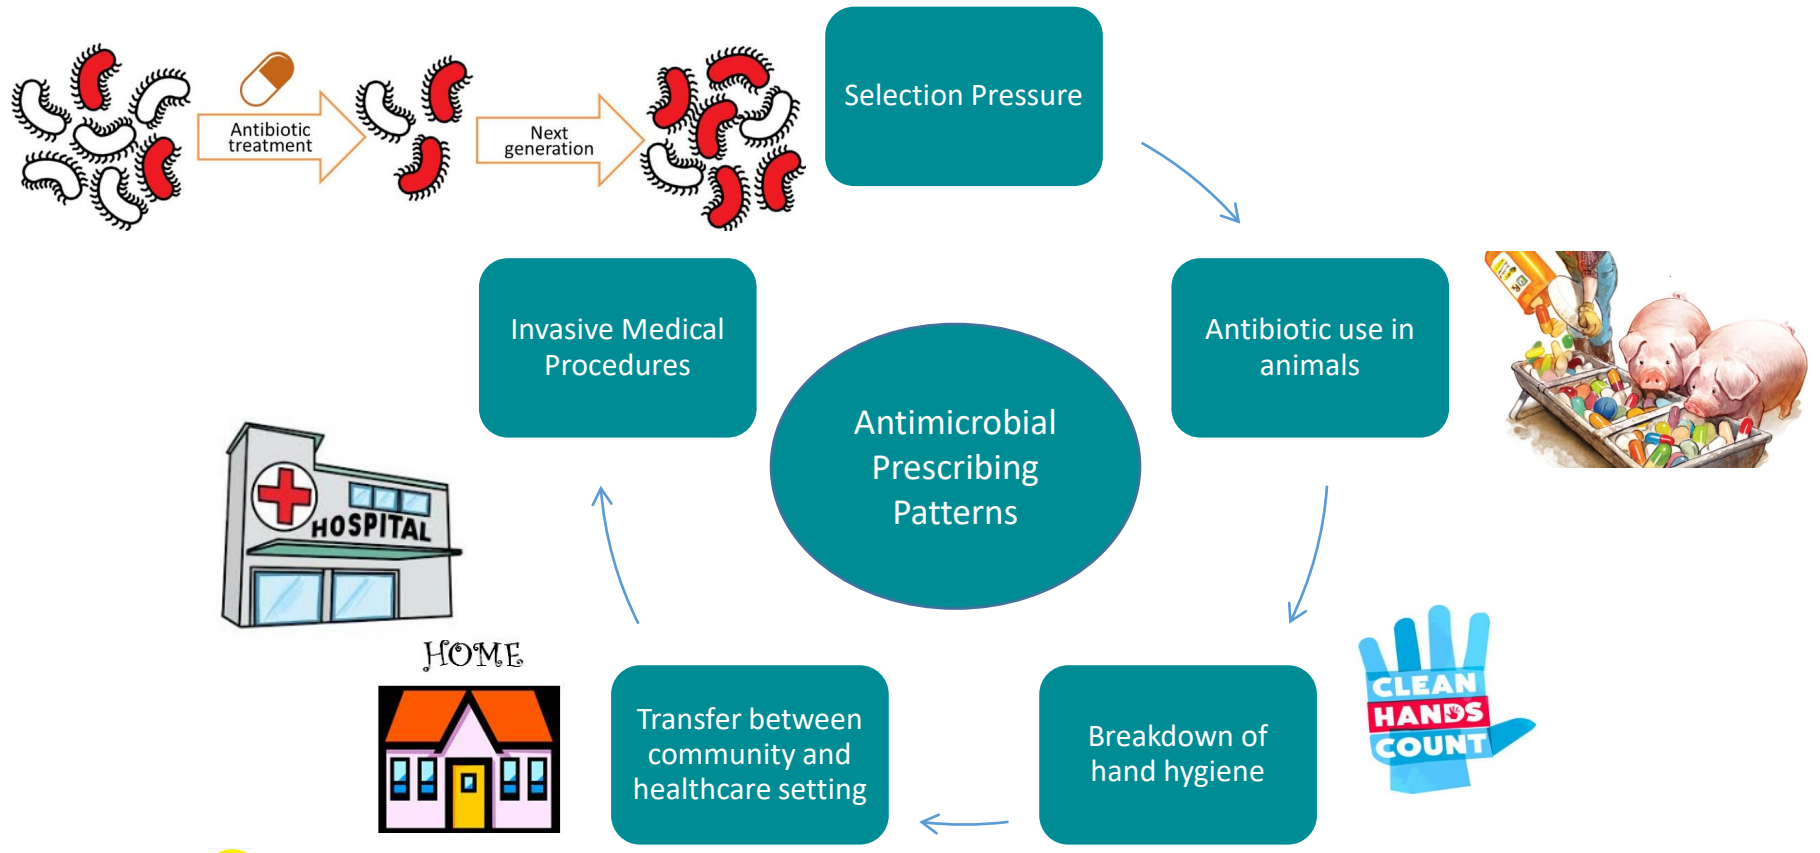 Antibiotic
treatment
Next
generation
Selection Pressure
Antibiotic use in
animals
Breakdown of
hand hygiene
CLEAN
HANDS
COUNT
Transfer between
community and
healthcare setting
HOME
HOSPITAL
Invasive Medical
Procedures
Antimicrobial
Prescribing
Patterns